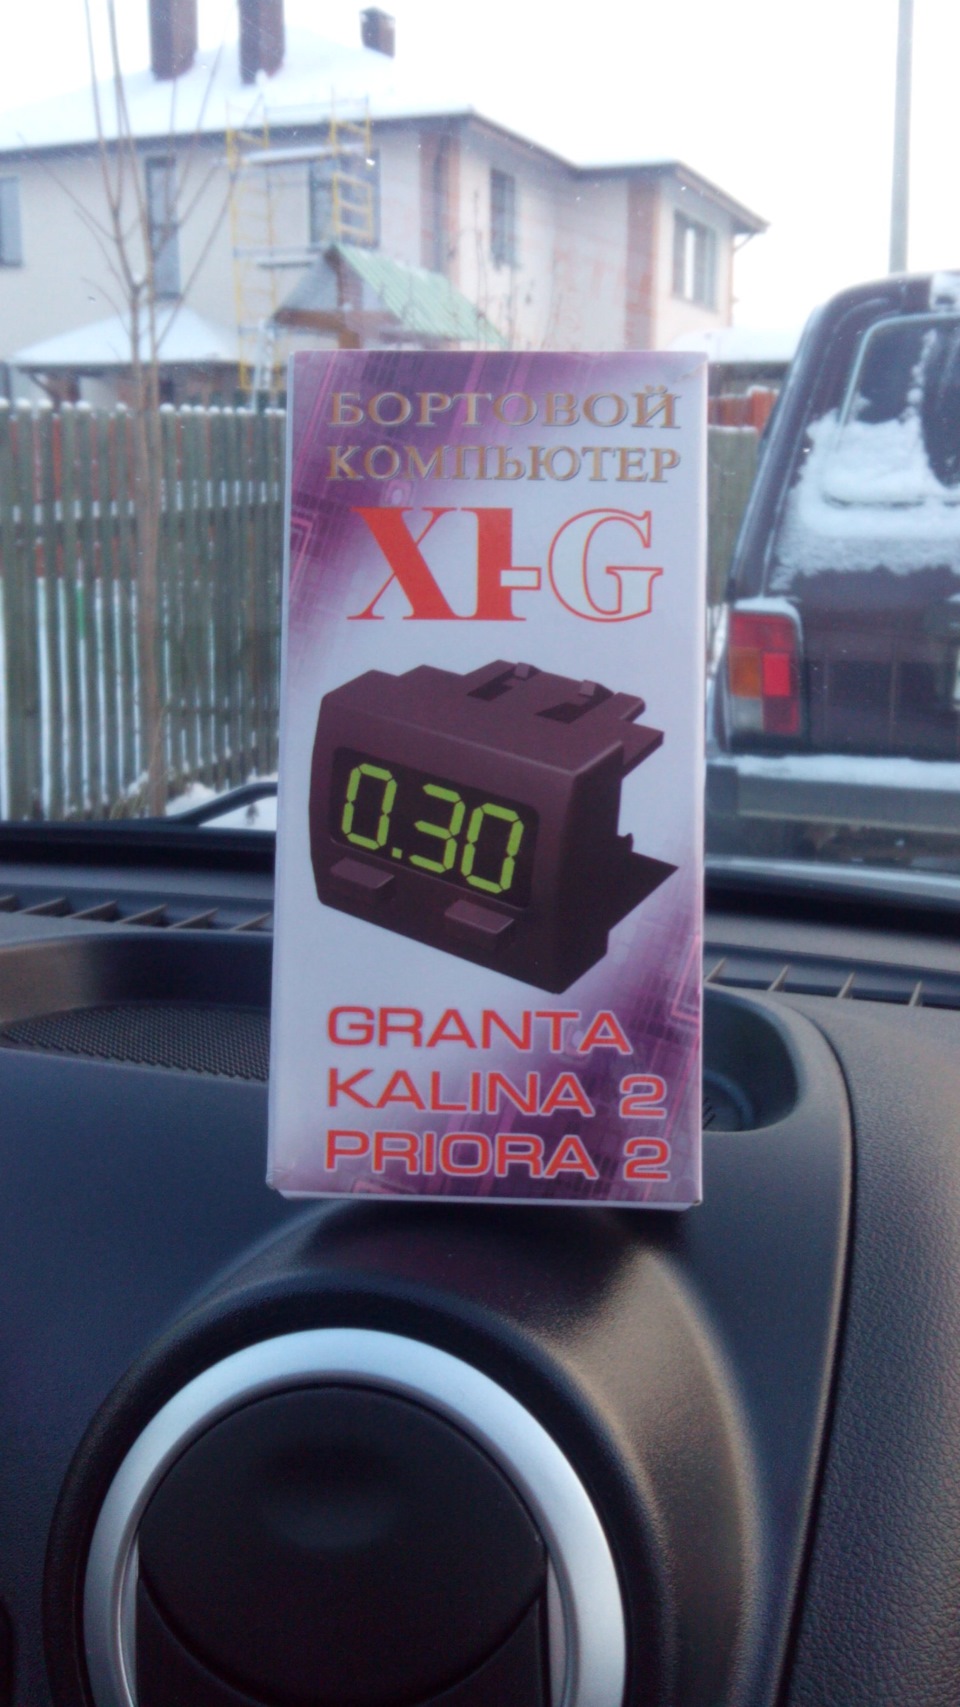 БОРТОВОЙ
КОМПЬЮТЕР
X1-G
0.30
GRANTA
KALINA 2
PRIORA 2